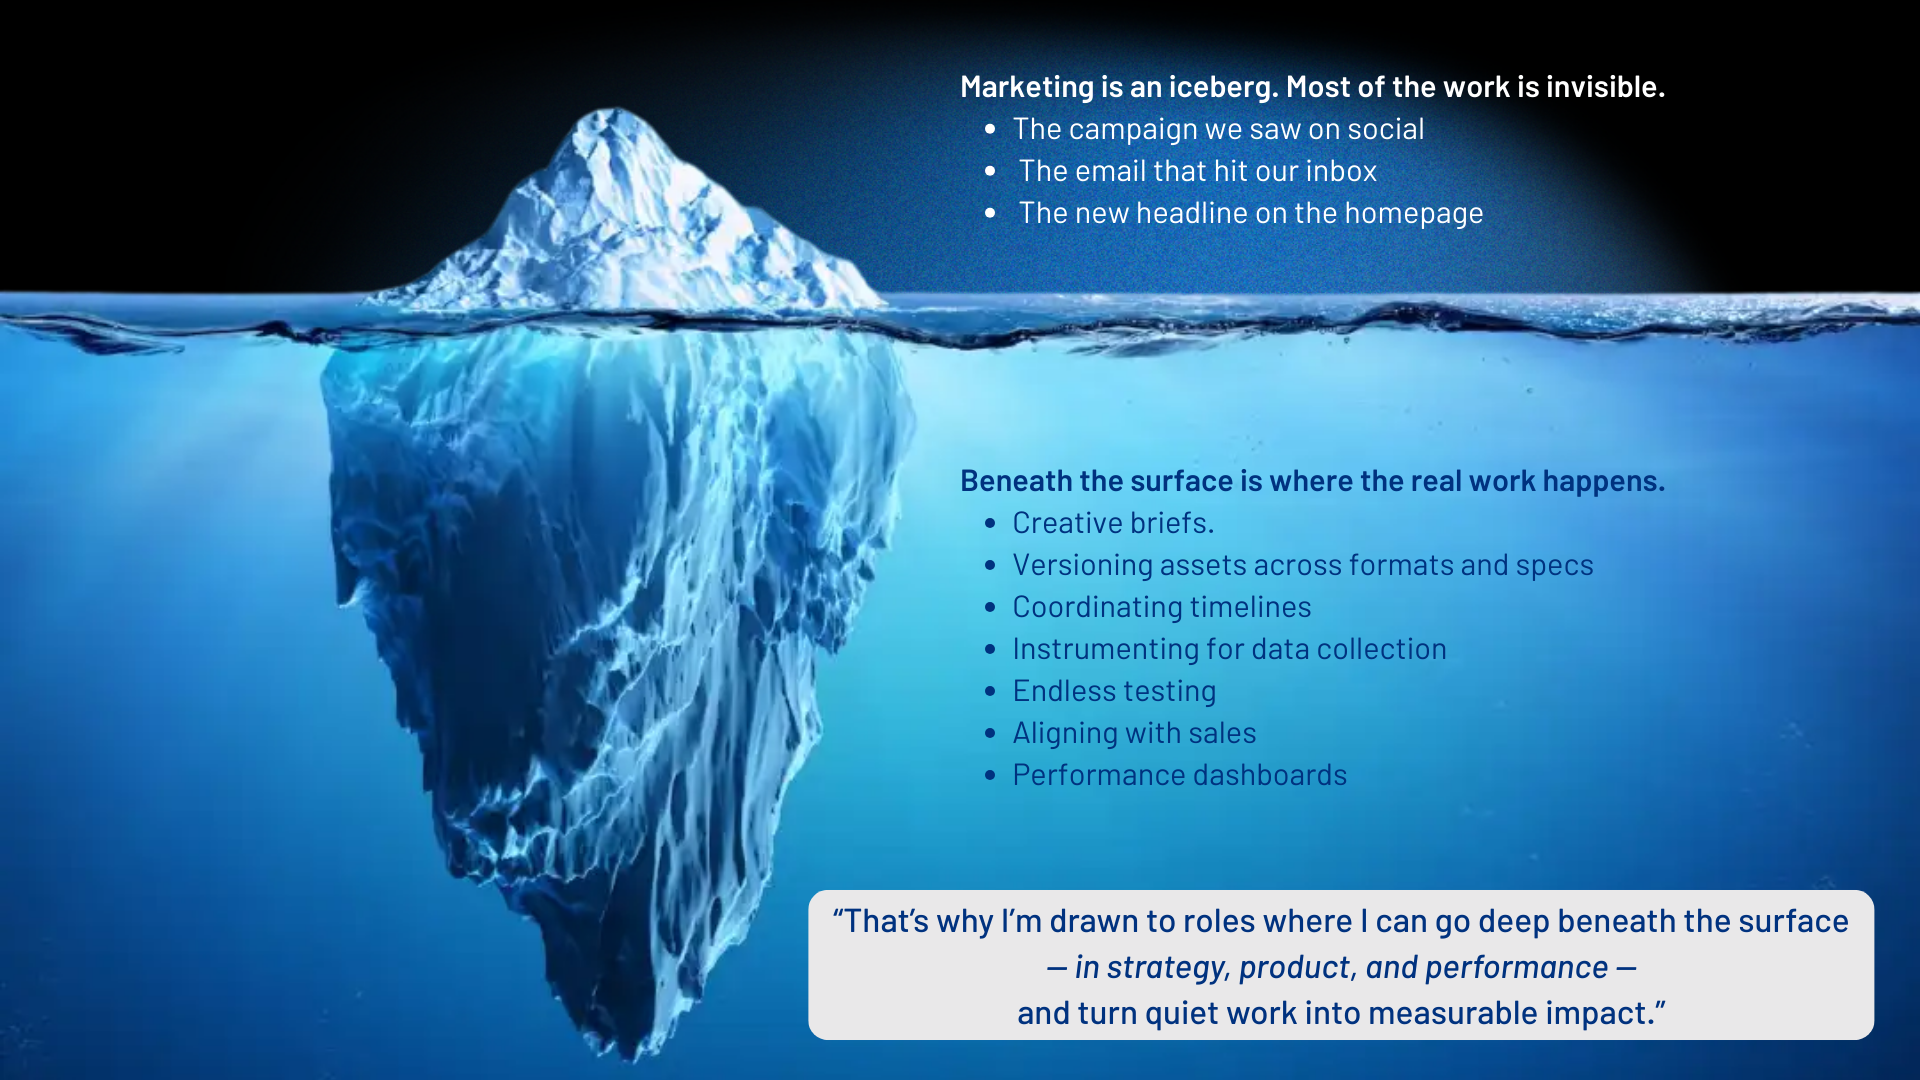 Marketing is an iceberg. Most of the work is invisible.
• The campaign we saw on social
• The email that hit our inbox
• The new headline on the homepage
Beneath the surface is where the real work happens.
• Creative briefs.
• Versioning assets across formats and specs
• Coordinating timelines
• Instrumenting for data collection
• Endless testing
• Aligning with sales
• Performance dashboards
“That’s why I’m drawn to roles where I can go deep beneath the surface
– in strategy, product, and performance –
and turn quiet work into measurable impact.”